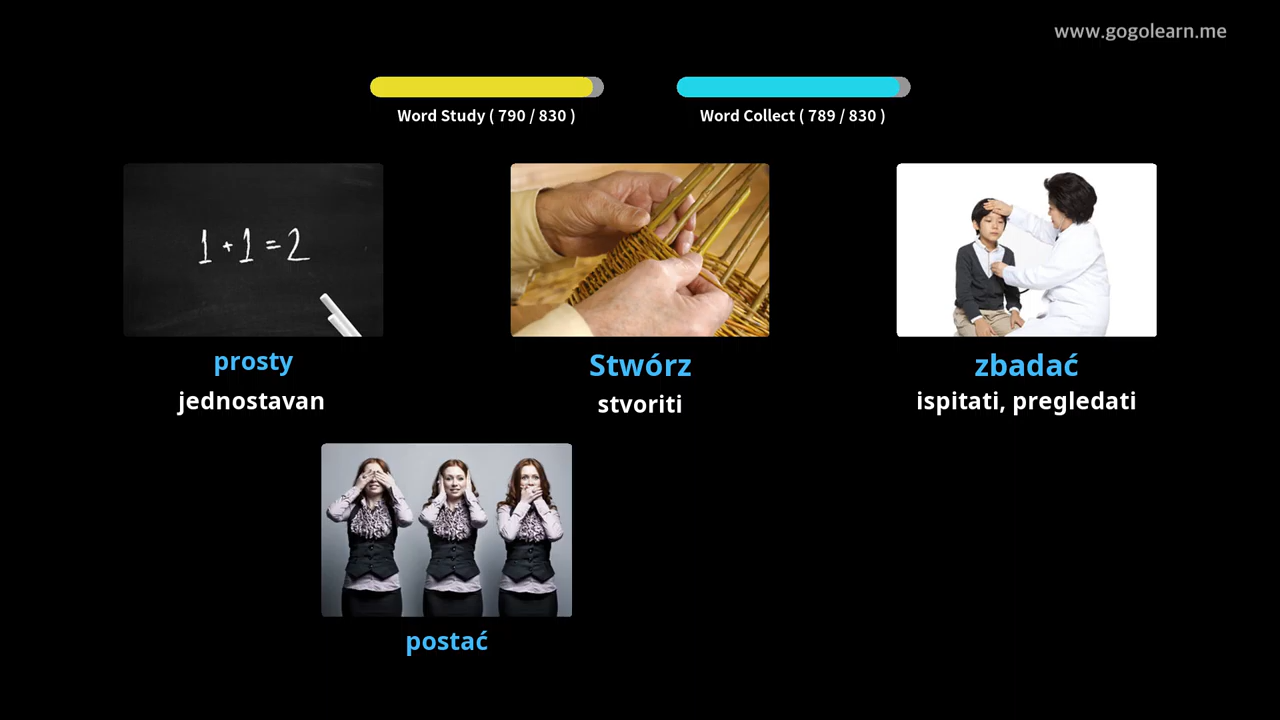 www.gogolearn.me
Word Study ( 790 / 830 )
Word Collect ( 789 / 830 )
1 + 1 = 2
prosty
Stwórz
zbadać
jednostavan
stvoriti
ispitati, pregledati
postać